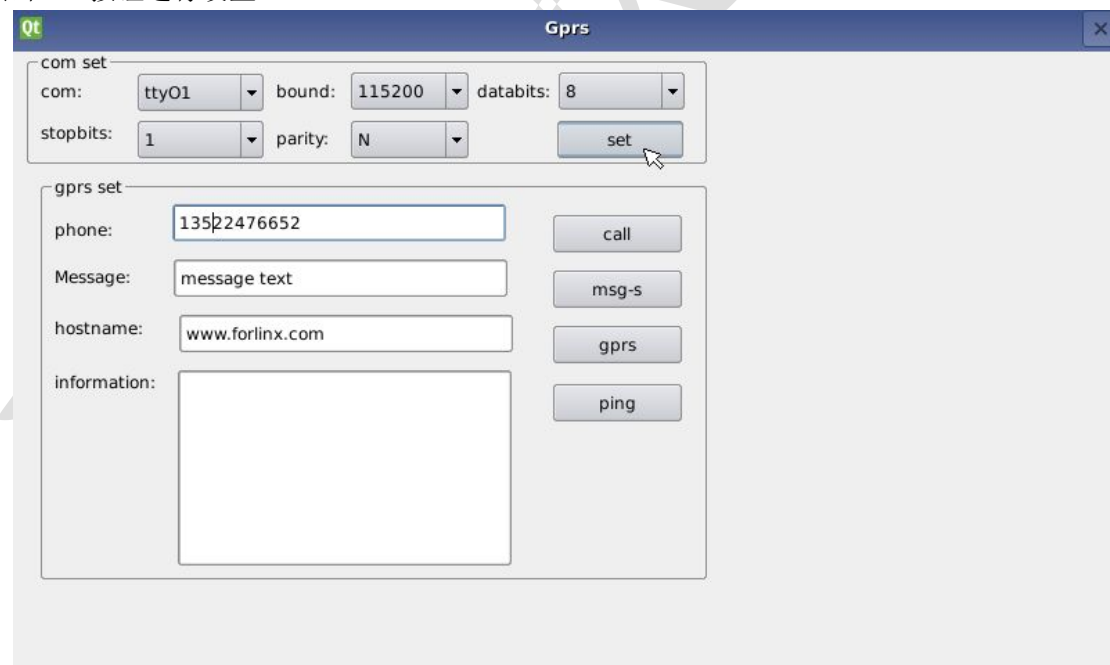 Qt Gprs
com set
com: ttyO1 bound: 115200 databits: 8
stopbits: 1 parity: N set
gprs set
phone: 13522476652 call
Message: message text msg-s
hostname: www.forlinx.com gprs
information: ping